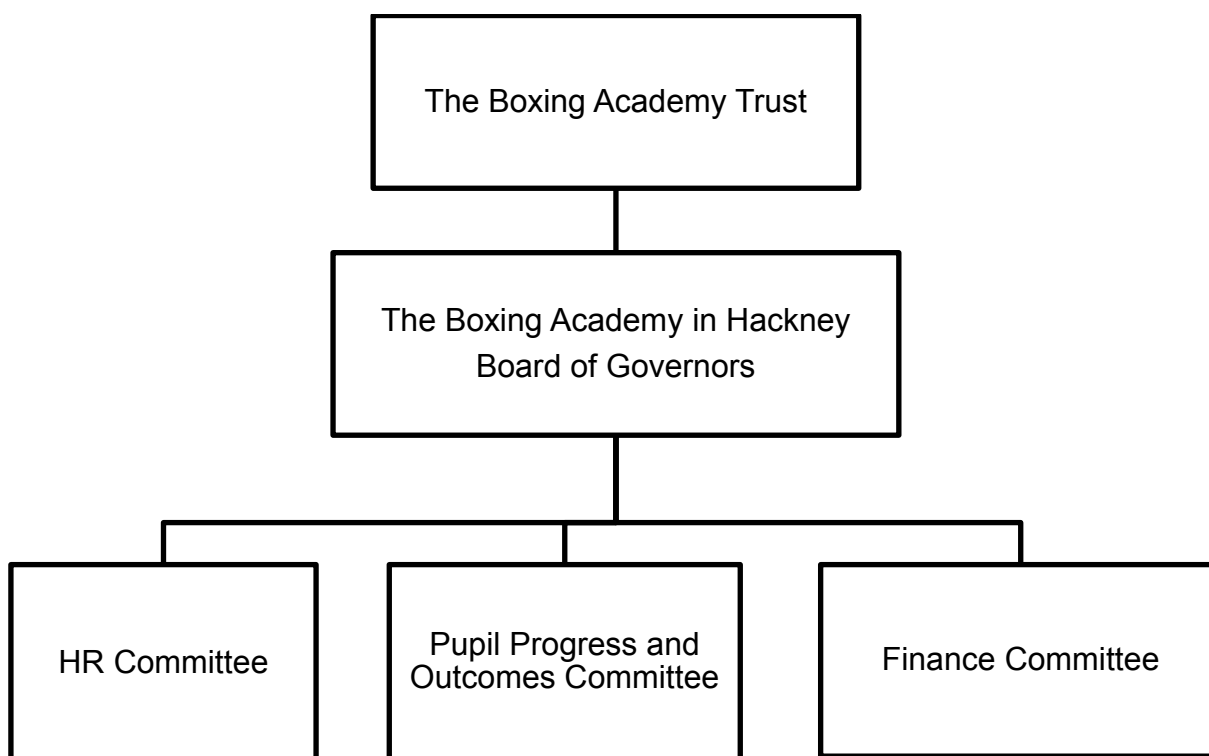 The Boxing Academy Trust
The Boxing Academy in Hackney
Board of Governors
HR Committee
Pupil Progress and
Outcomes Committee
Finance Committee